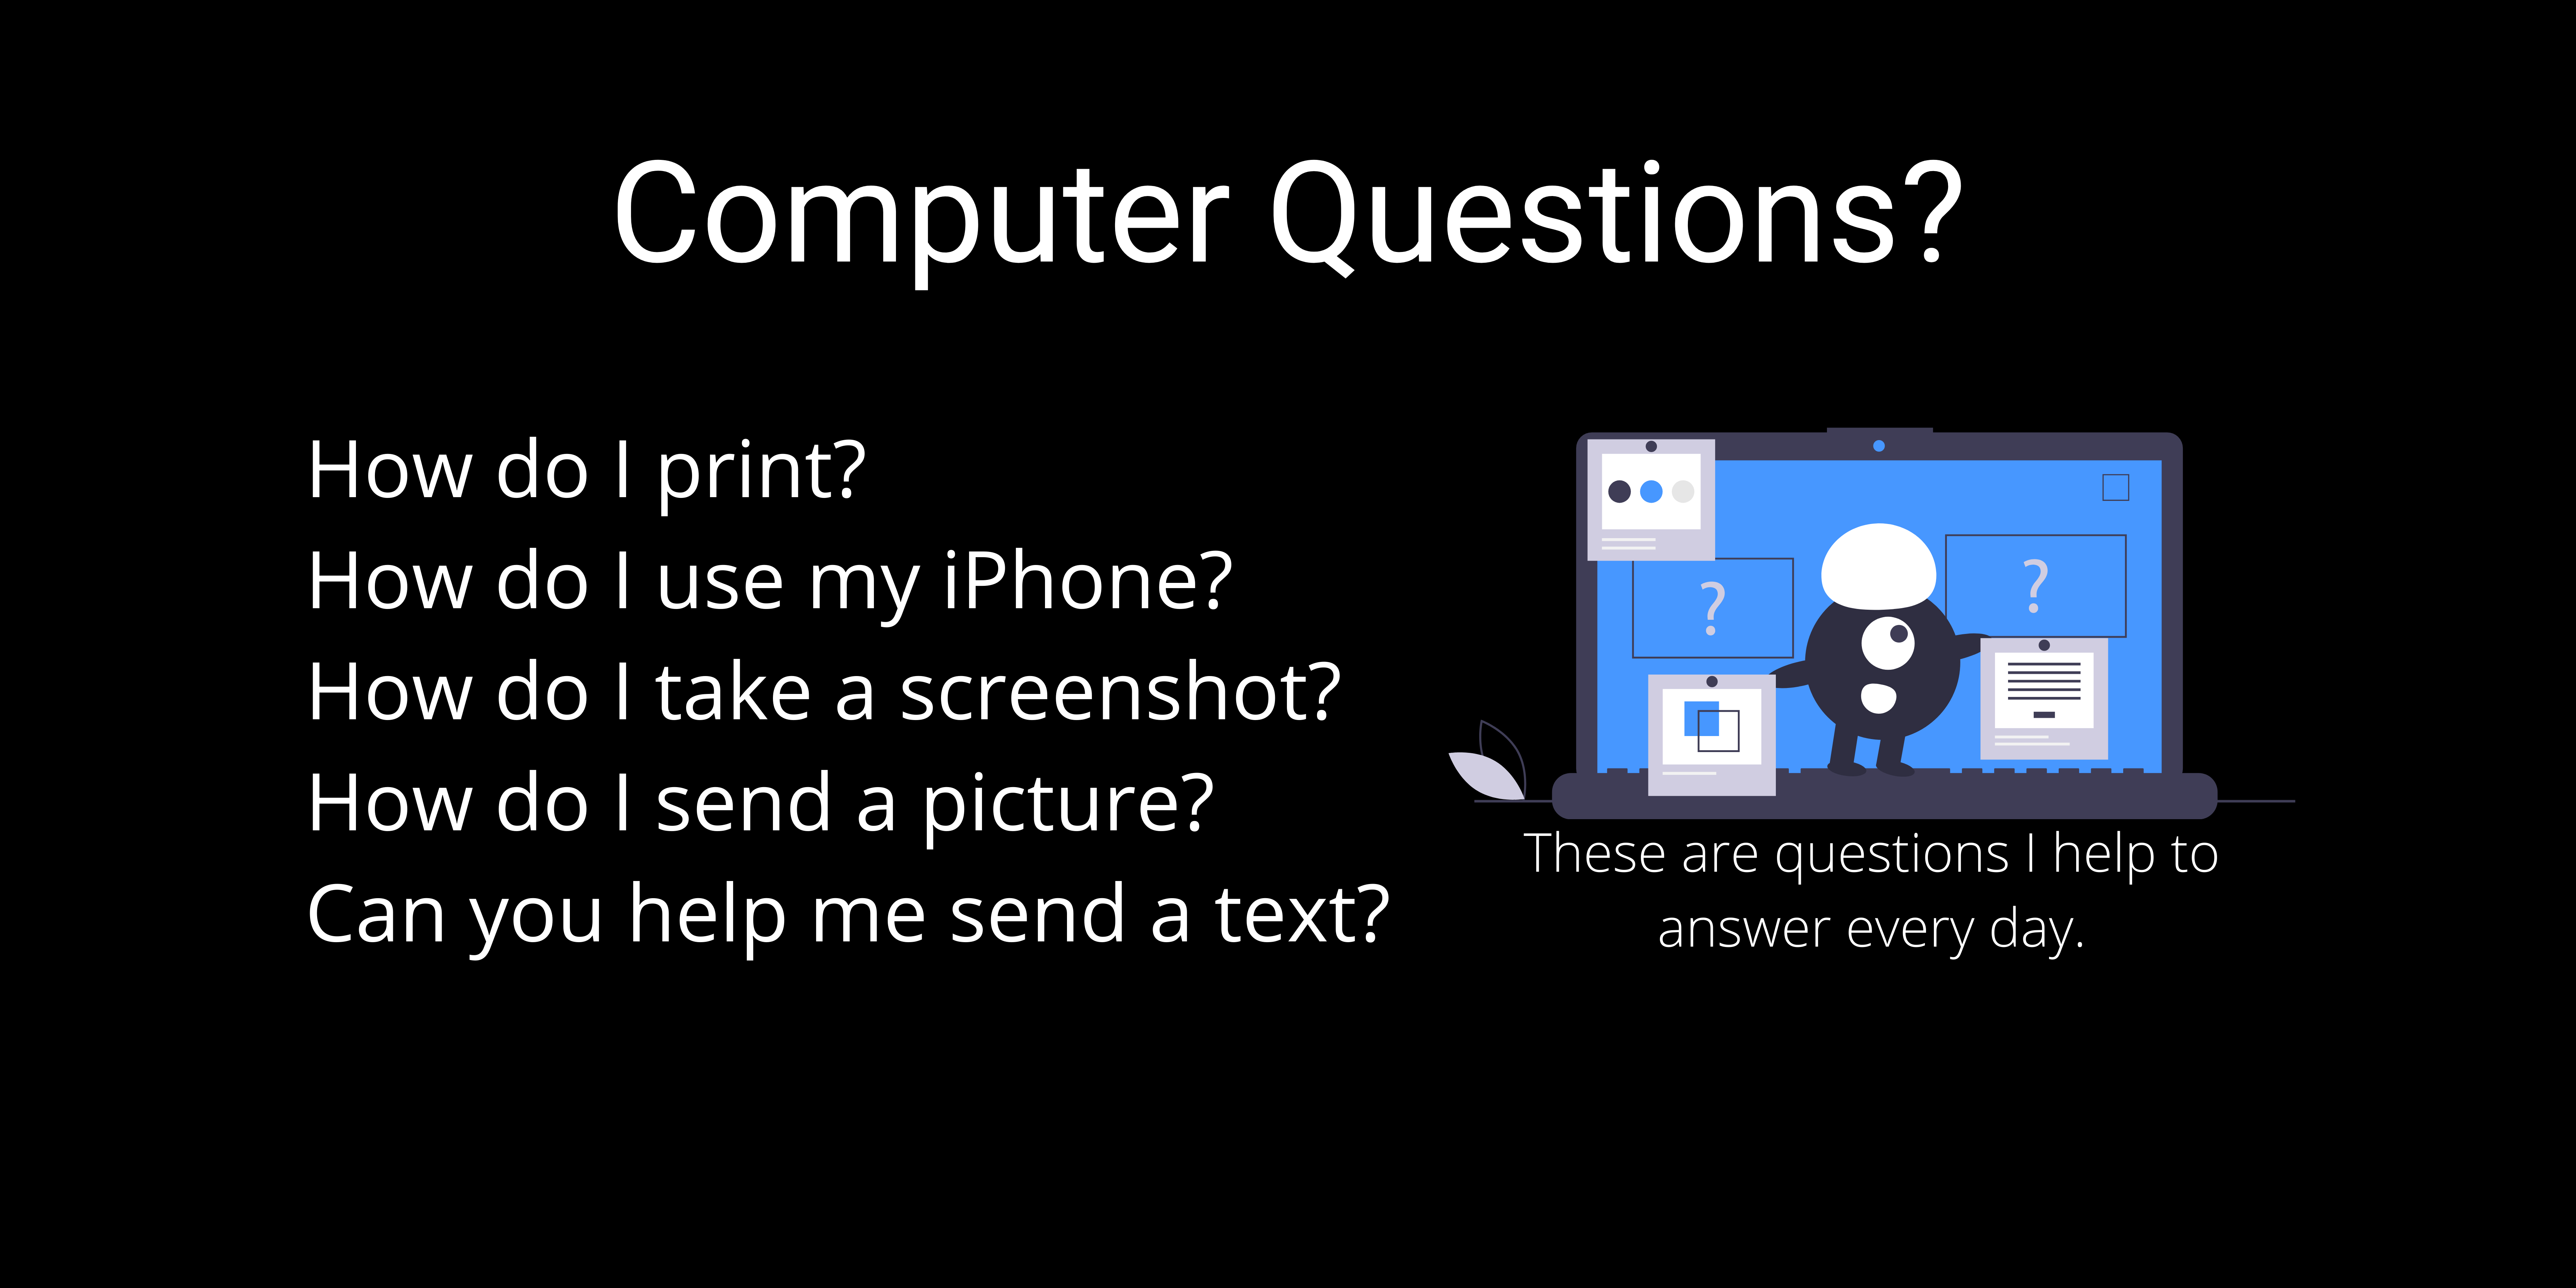 Computer Questions?
How do I print?
How do I use my iPhone?
How do I take a screenshot?
How do I send a picture?
Can you help me send a text?
?
?
These are questions I help to
answer every day.